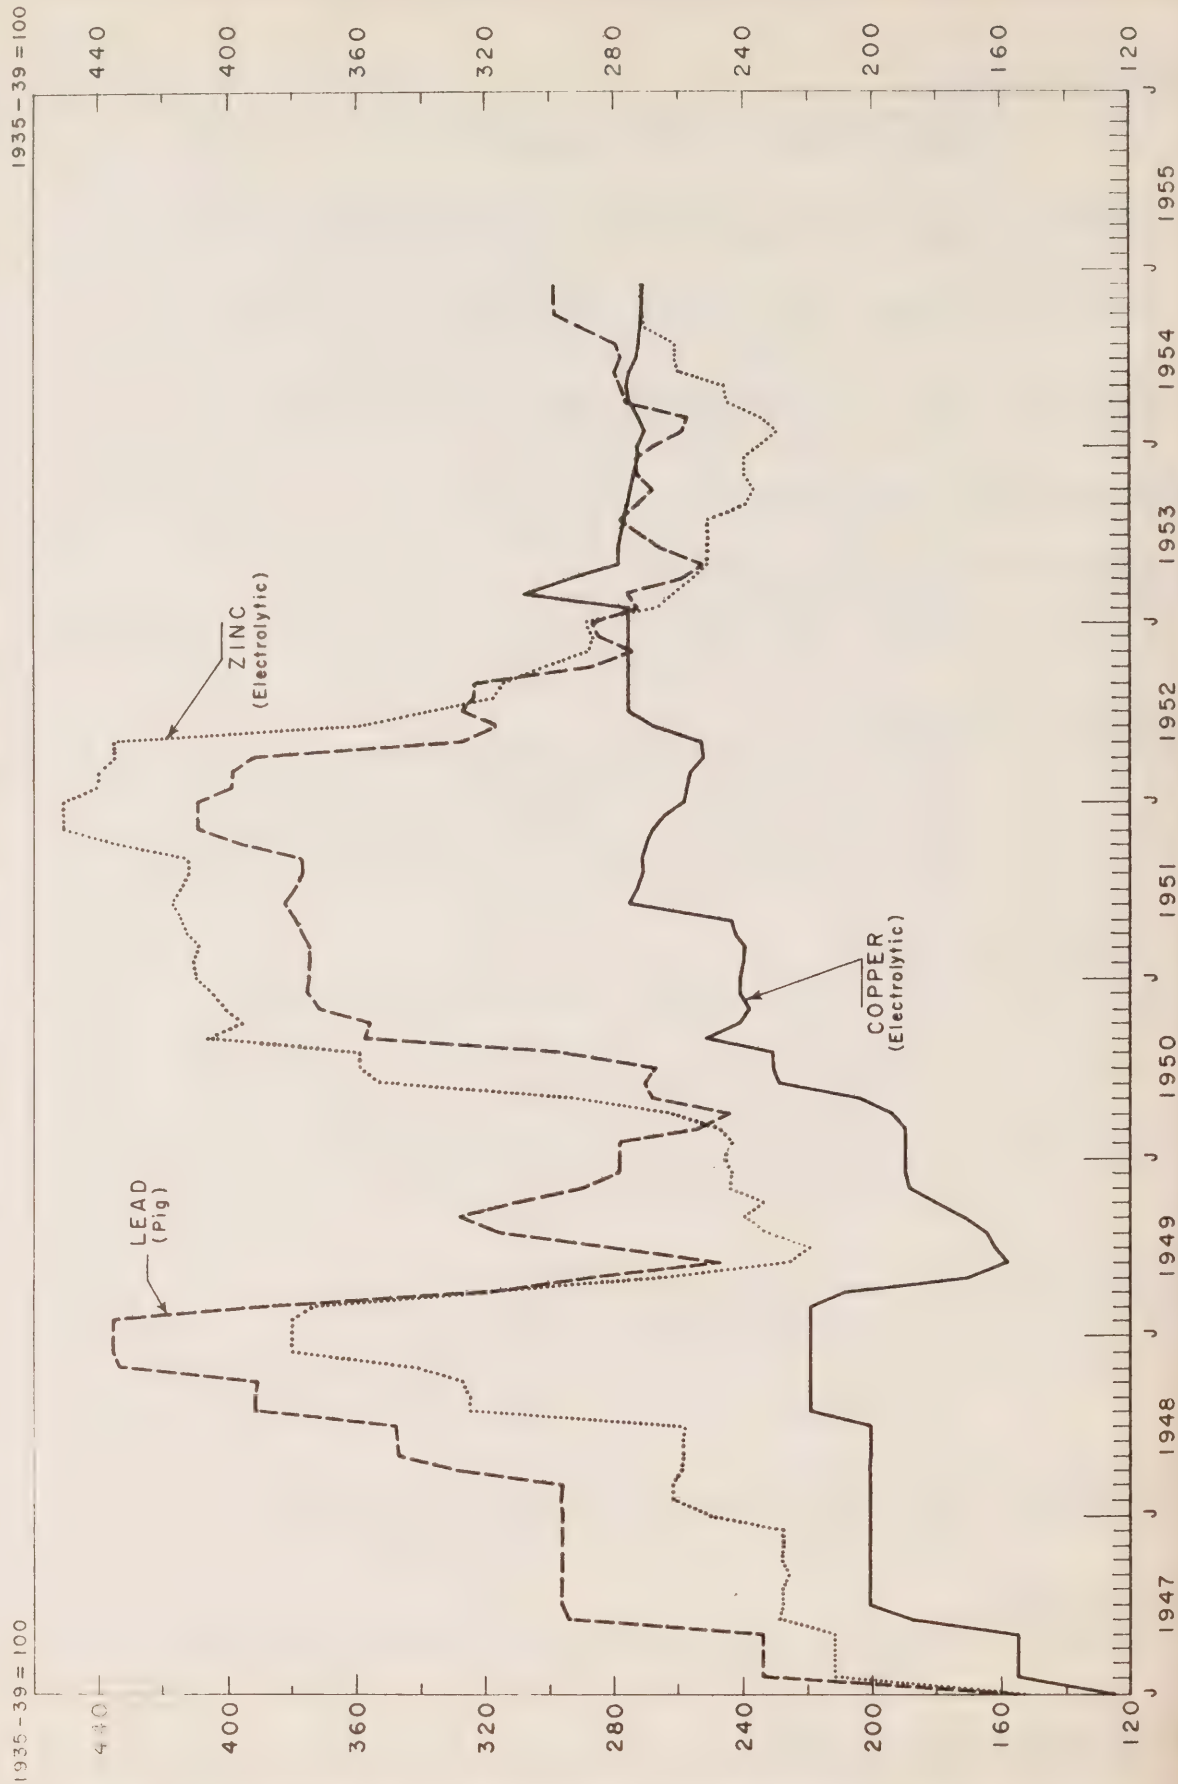 1935-39=100
1935-39=100
440
440
400
400
360
360
320
320
280
280
240
240
200
200
160
160
120
120
LEAD
(Pig)
ZINC
(Electrolytic)
COPPER
(Electrolytic)
J
1947
J
1948
J
1949
J
1950
J
1951
J
1952
J
1953
J
1954
J
1955
J